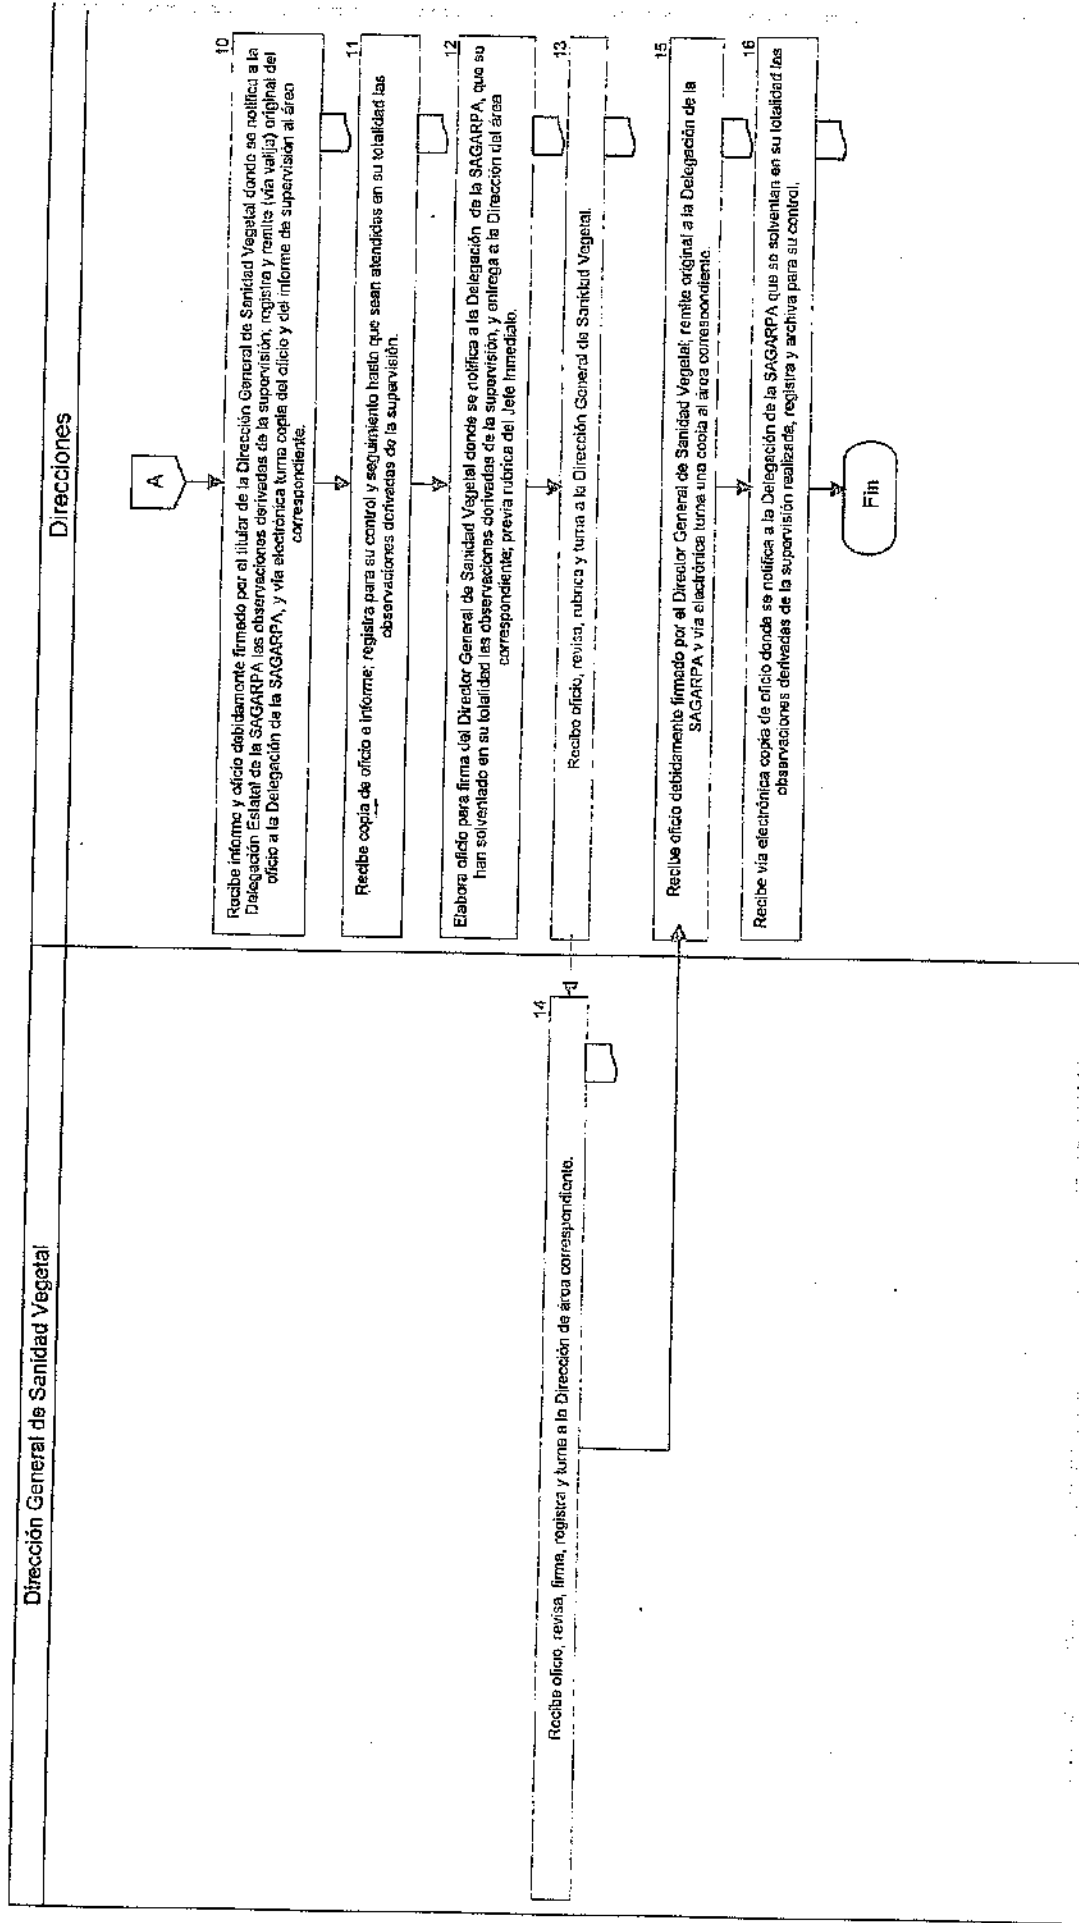 Dirección General de Sanidad Vegetal
Direcciones
A
10
Recibe informe y oficio debidamente firmado por el titular de la Dirección General de Sanidad Vegetal donde se notifica a la
Delegación Estatal de la SAGARPA las observaciones derivadas de la supervisión; registra y remite (vía valija) original del
oficio a la Delegación de la SAGARPA, y vía electrónica turna copia del oficio y del informe de supervisión al área
correspondiente.
11
Recibe copia de oficio e informe; registra para su control y seguimiento hasta que sean atendidas en su totalidad las
observaciones derivadas de la supervisión.
12
Elabora oficio para firma del Director General de Sanidad Vegetal donde se notifica a la Delegación de la SAGARPA, que su
han solventado en su totalidad las observaciones derivadas de la supervisión, y entrega a la Dirección del área
correspondiente; previa rubrica del Jefe Inmediato.
13
Recibe oficio, revisa, rubrica y turna a la Dirección General de Sanidad Vegetal.
14
Recibe oficio, revisa, firma, registra y turna a la Dirección de área correspondiente.
15
Recibe oficio debidamente firmado por el Director General de Sanidad Vegetal; remite original a la Delegación de la
SAGARPA y vía electrónica turna una copia al área correspondiente.
16
Recibe vía electrónica copia de oficio donde se notifica a la Delegación de la SAGARPA que se solventan en su totalidad las
observaciones derivadas de la supervisión realizada, registra y archiva para su control.
Fin